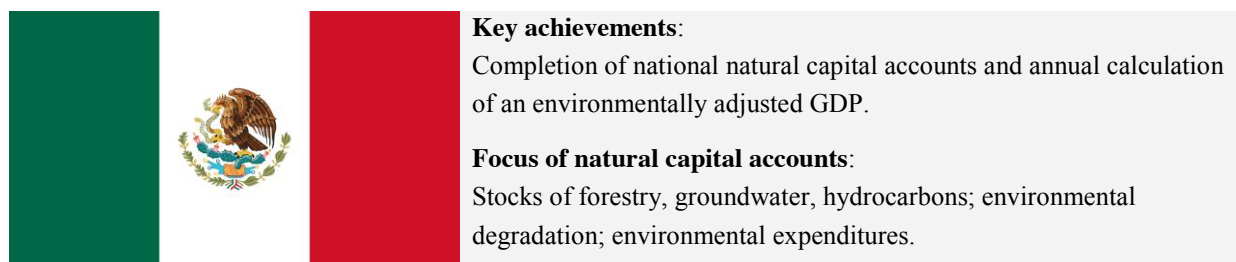 Key achievements:
Completion of national natural capital accounts and annual calculation
of an environmentally adjusted GDP.
Focus of natural capital accounts:
Stocks of forestry, groundwater, hydrocarbons; environmental
degradation; environmental expenditures.